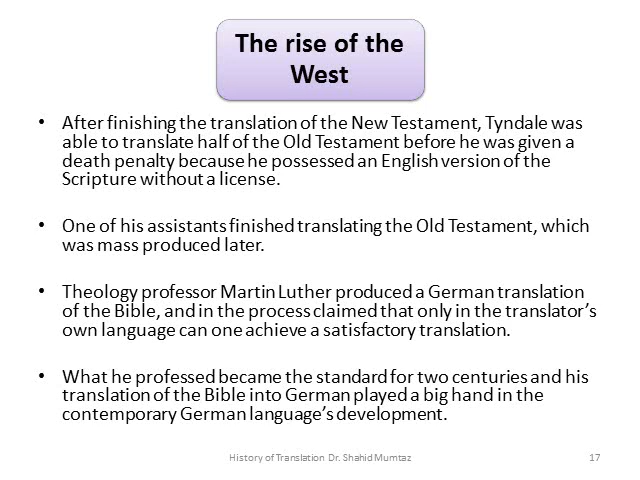 The rise of the
West
• After finishing the translation of the New Testament, Tyndale was
able to translate half of the Old Testament before he was given a
death penalty because he possessed an English version of the
Scripture without a license.
• One of his assistants finished translating the Old Testament, which
was mass produced later.
• Theology professor Martin Luther produced a German translation
of the Bible, and in the process claimed that only in the translator’s
own language can one achieve a satisfactory translation.
• What he professed became the standard for two centuries and his
translation of the Bible into German played a big hand in the
contemporary German language’s development.
History of Translation Dr. Shahid Mumtaz
17